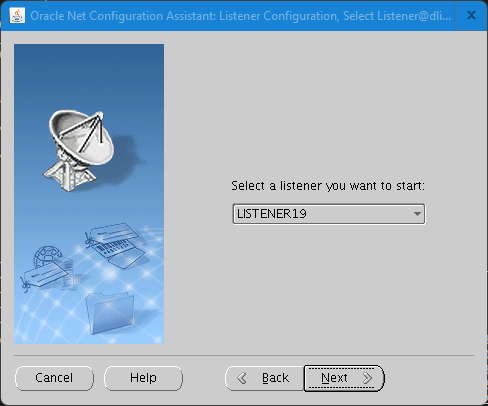 Oracle Net Configuration Assistant: Listener Configuration, Select Listener@dli...
Select a listener you want to start:
LISTENER19
Cancel Help Back Next